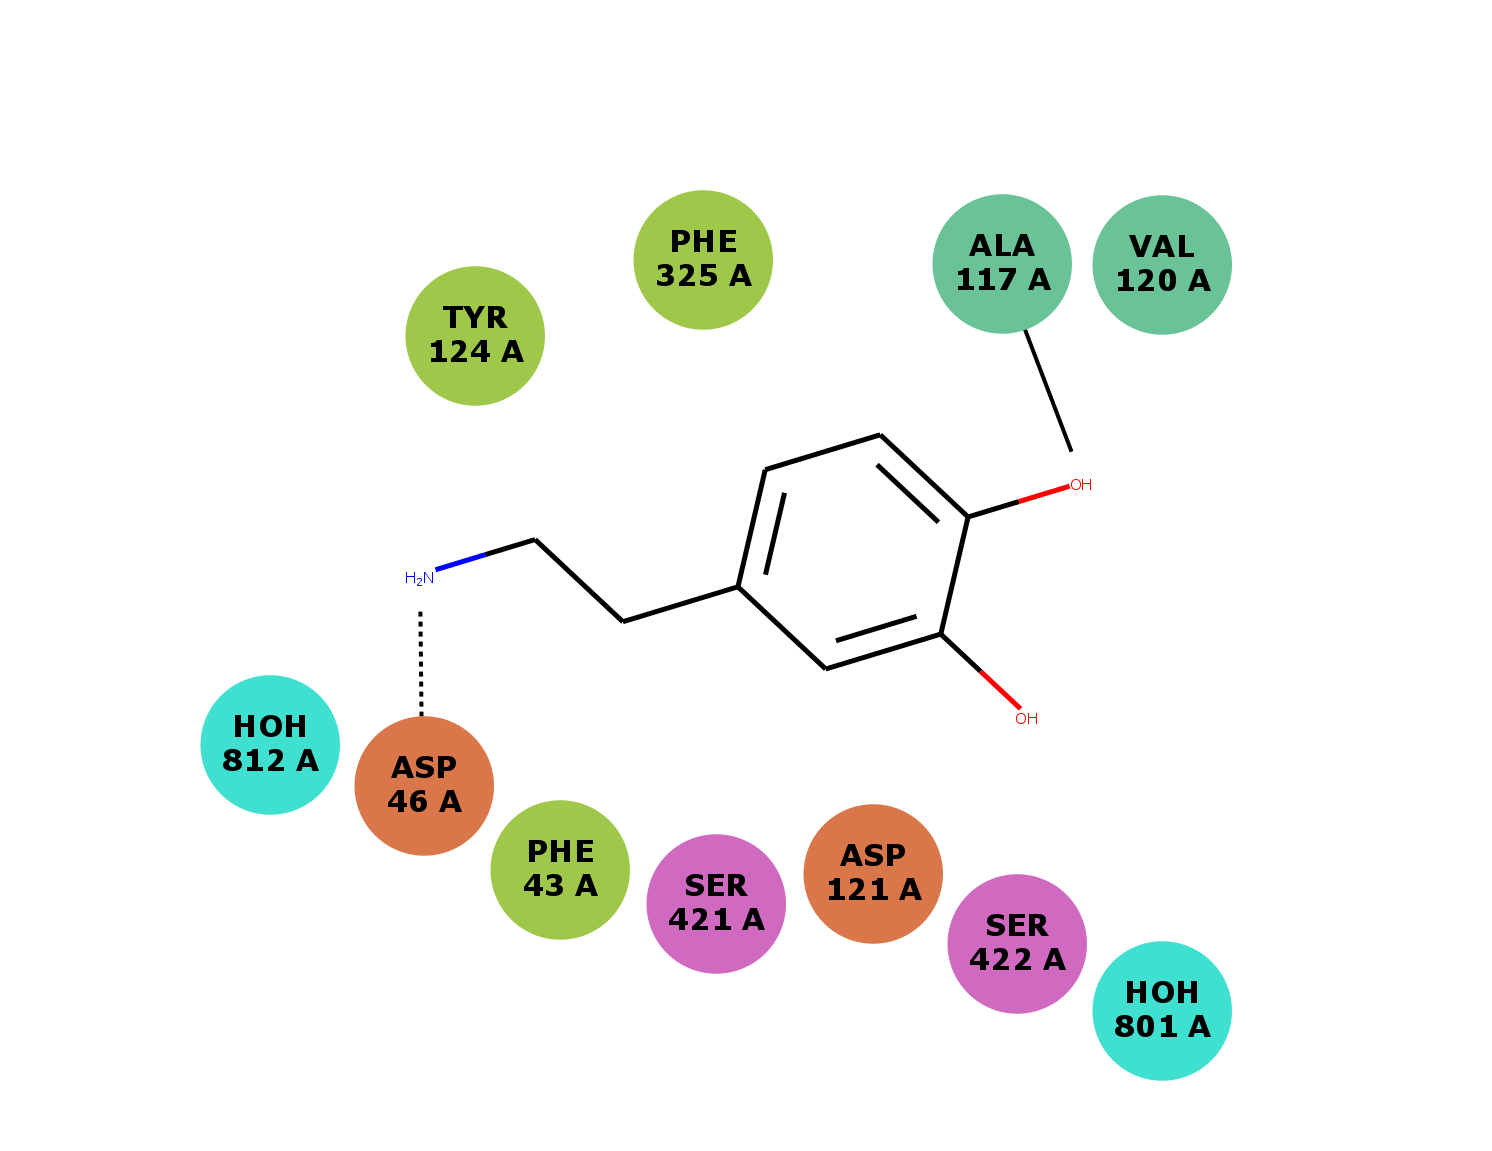 PHE
325 A
ALA
117 A
VAL
120 A
TYR
124 A
OH
H₂N
OH
HOH
812 A
ASP
46 A
PHE
43 A
SER
421 A
ASP
121 A
SER
422 A
HOH
801 A